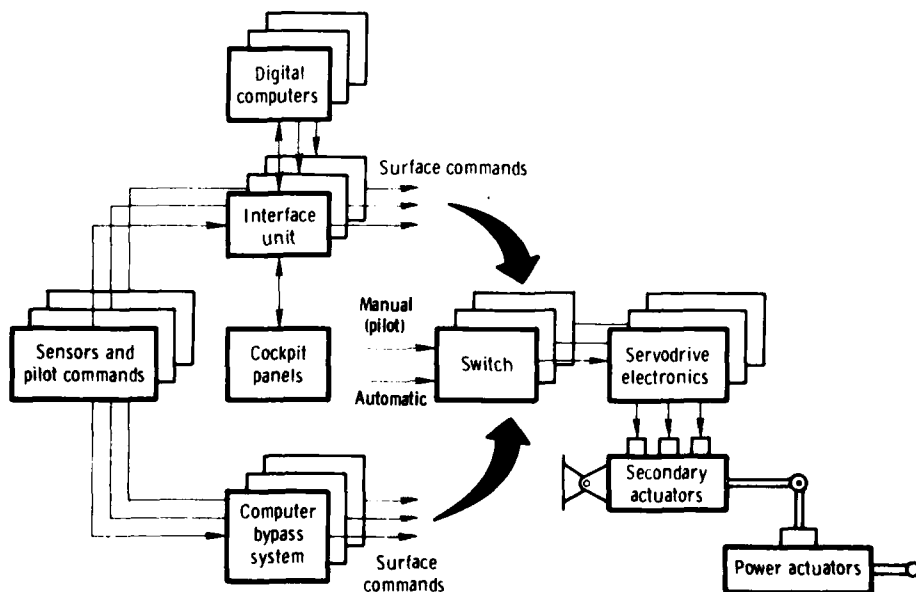 Digital
computers
Surface commands
Interface
unit
Sensors and
pilot commands
Cockpit
panels
Manual
(pilot)
Automatic
Switch
Servodrive
electronics
Secondary
actuators
Computer
bypass
system
Surface
commands
Power actuators